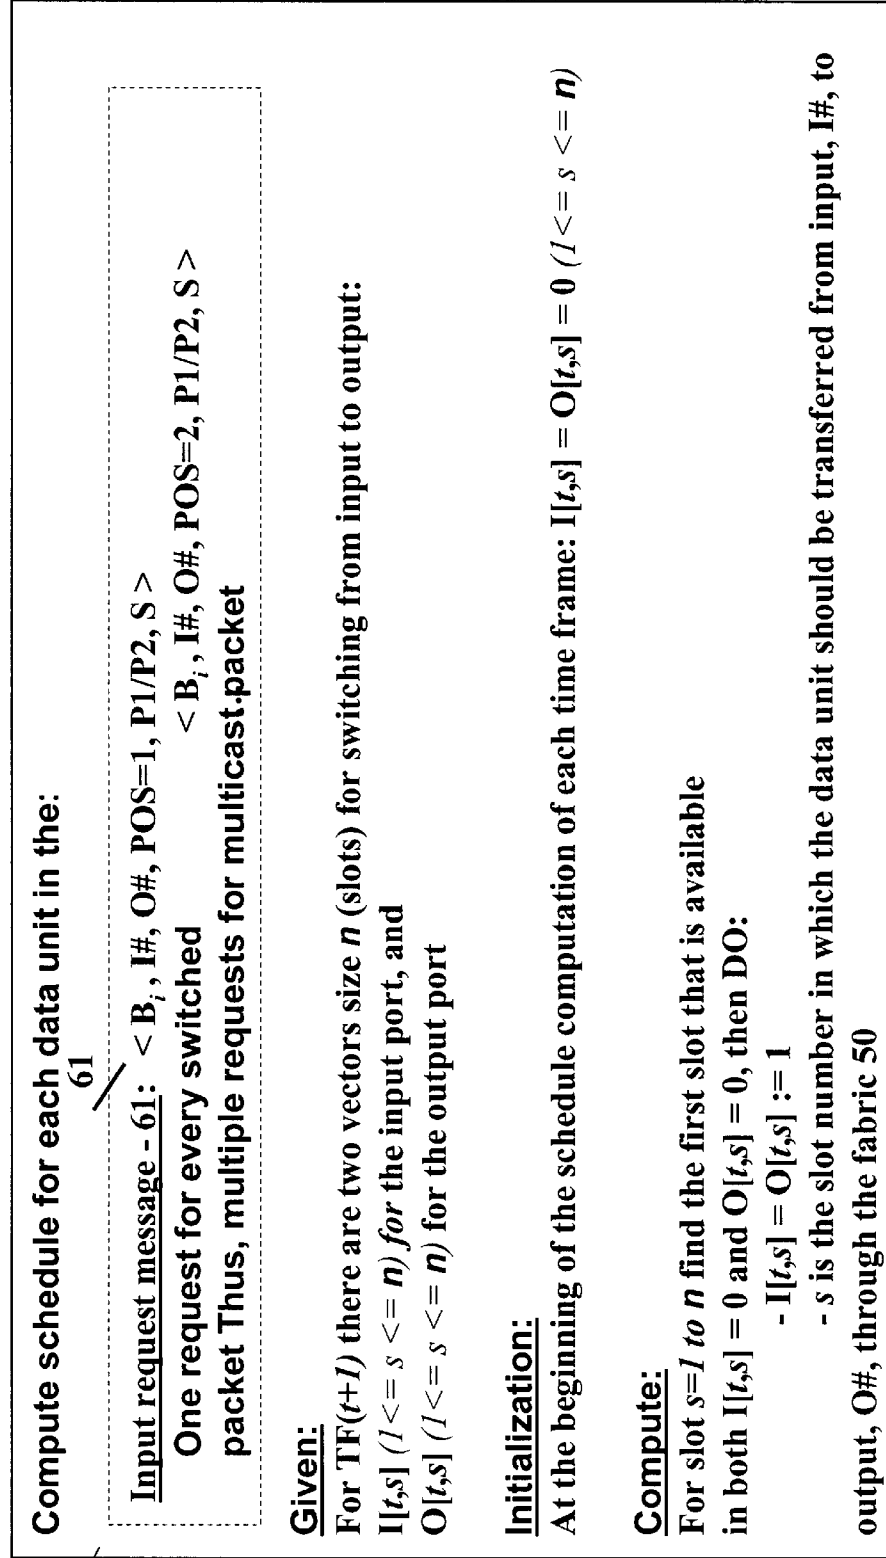 Compute schedule for each data unit in the:
61
Input request message - 61: < Bi , I#, O#, POS=1, P1/P2, S >
One request for every switched < Bi , I#, O#, POS=2, P1/P2, S >
packet Thus, multiple requests for multicast.packet
Given:
For TF(t+1) there are two vectors size n (slots) for switching from input to output:
I[t,s] (1<= s <= n) for the input port, and
O[t,s] (1<= s <= n) for the output port
Initialization:
At the beginning of the schedule computation of each time frame: I[t,s] = O[t,s] = 0 (1<= s <= n)
Compute:
For slot s=1 to n find the first slot that is available
in both I[t,s] = 0 and O[t,s] = 0, then DO:
- I[t,s] = O[t,s] := 1
- s is the slot number in which the data unit should be transferred from input, I#, to
output, O#, through the fabric 50